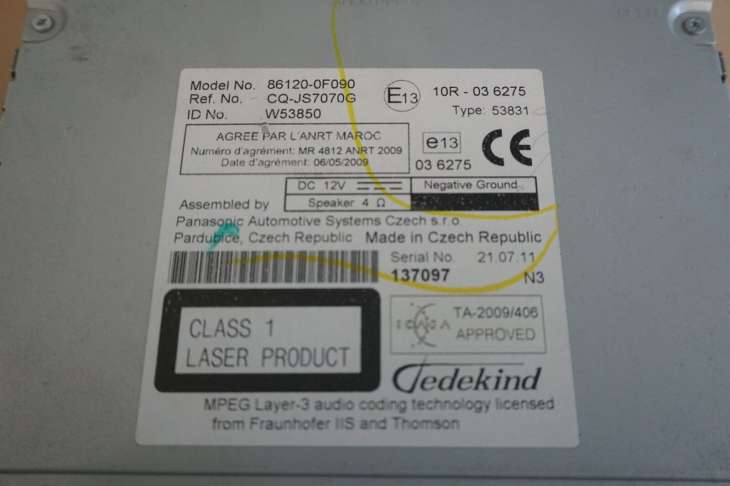 Model No. 86120-0F090
Ref. No. CQ-JS7070G
ID No. W53850
E13
10R - 03 6275
Type: 53831
AGREE PAR L'ANRT MAROC
Numéro d'agrément: MR 4812 ANRT 2009
Date d'agrément: 06/05/2009
e13
03 6275
CE
DC 12V
Negative Ground
Speaker 4 Ω
Assembled by
Panasonic Automotive Systems Czech s.r.o.
Pardubice, Czech Republic Made in Czech Republic
Serial No. 21.07.11
137097 N3
CLASS 1
LASER PRODUCT
ICASA
TA-2009/406
APPROVED
Jedekind
MPEG Layer-3 audio coding technology licensed
from Fraunhofer IIS and Thomson